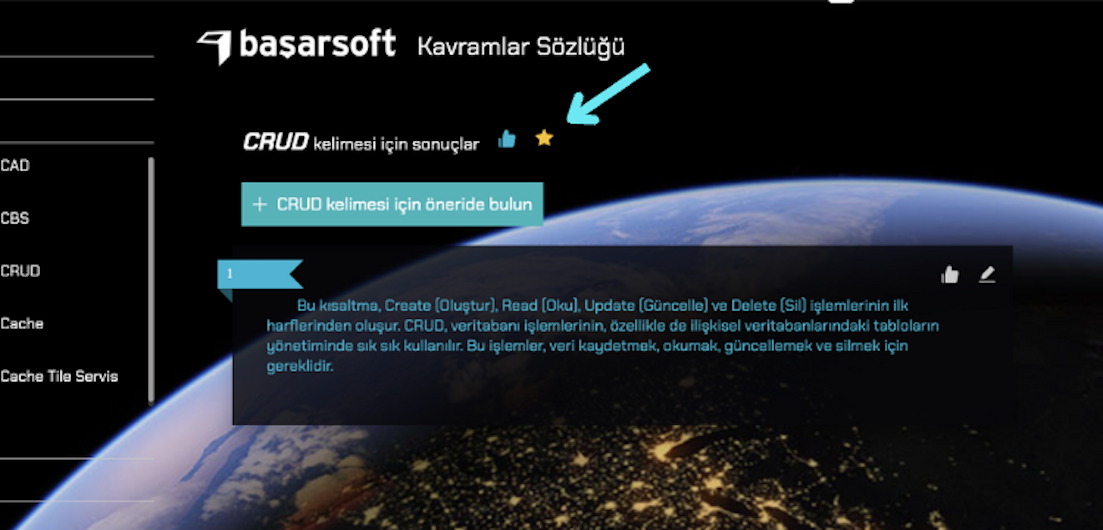 başarsoft Kavramlar Sözlüğü
CRUD kelimesi için sonuçlar
+ CRUD kelimesi için öneride bulun
CAD
CBS
CRUD
Cache
Cache Tile Servis
1
Bu kısaltma, Create (Oluştur), Read (Oku), Update (Güncelle) ve Delete (Sil) işlemlerinin ilk
harflerinden oluşur. CRUD, veritabanı işlemlerinin, özellikle de ilişkisel veritabanlarındaki tabloların
yönetiminde sık sık kullanılır. Bu işlemler, veri kaydetmek, okumak, güncellemek ve silmek için
gereklidir.